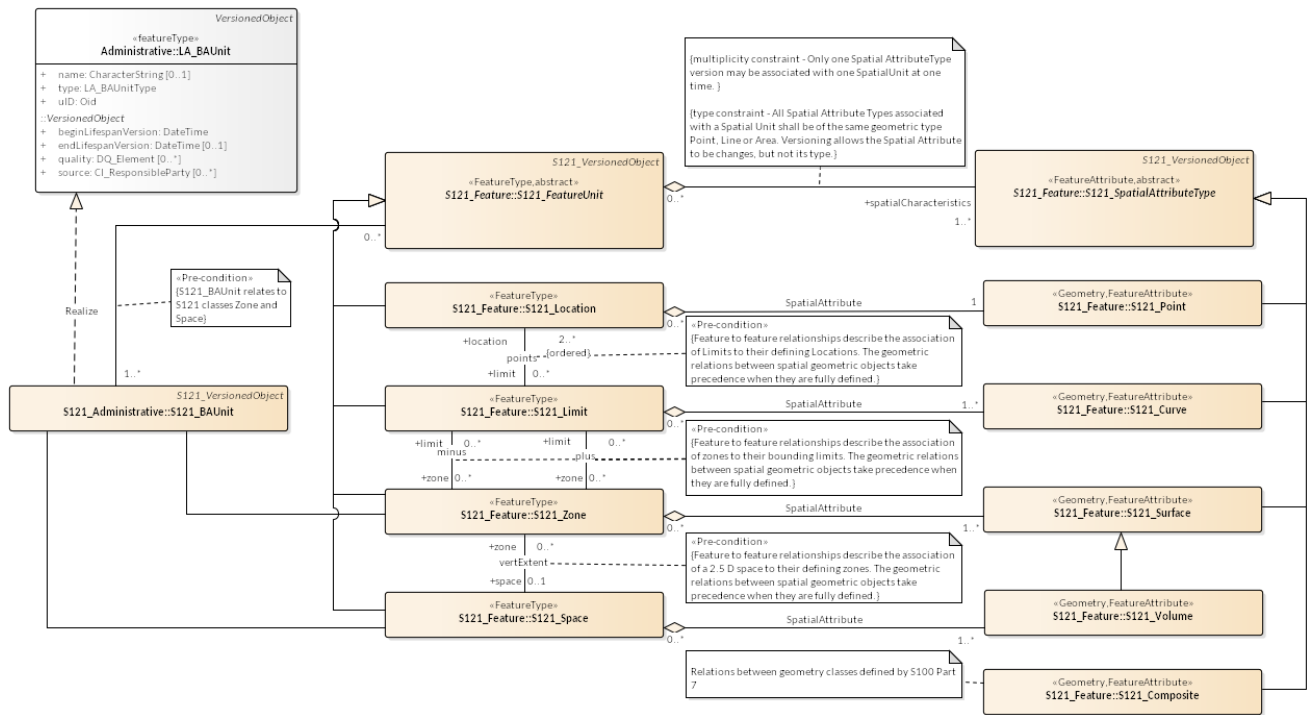 VersionedObject
«featureType»
Administrative::LA_BAUnit
+ name: CharacterString [0..1]
+ type: LA_BAUnitType
+ uID: Oid
::VersionedObject
+ beginLifespanVersion: DateTime
+ endLifespanVersion: DateTime [0..1]
+ quality: DQ_Element [0..*]
+ source: CI_ResponsibleParty [0..*]
{multiplicity constraint - Only one Spatial AttributeType
version may be associated with one SpatialUnit at one
time. }
{type constraint - All Spatial Attribute Types associated
with a Spatial Unit shall be of the same geometric type
Point, Line or Area. Versioning allows the Spatial Attribute
to be changes, but not its type.}
S121_VersionedObject
«FeatureType,abstract»
S121_Feature::S121_FeatureUnit
0..*
0..*
+spatialCharacteristics
1..*
S121_VersionedObject
«FeatureAttribute,abstract»
S121_Feature::S121_SpatialAttributeType
«Pre-condition»
{S121_BAUnit relates to
S121 classes Zone and
Space}
Realize
1..*
S121_VersionedObject
S121_Administrative::S121_BAUnit
«FeatureType»
S121_Feature::S121_Location
SpatialAttribute
0..*
1
«Geometry,FeatureAttribute»
S121_Feature::S121_Point
+location
2..*
points
{ordered}
+limit
0..*
«Pre-condition»
{Feature to feature relationships describe the association
of Limits to their defining Locations. The geometric
relations between spatial geometric objects take
precedence when they are fully defined.}
«FeatureType»
S121_Feature::S121_Limit
SpatialAttribute
0..*
1..*
«Geometry,FeatureAttribute»
S121_Feature::S121_Curve
+limit
0..*
minus
+zone
0..*
+limit
0..*
plus
+zone
0..*
«Pre-condition»
{Feature to feature relationships describe the association
of zones to their bounding limits. The geometric relations
between spatial geometric objects take precedence when
they are fully defined.}
«FeatureType»
S121_Feature::S121_Zone
SpatialAttribute
0..*
1..*
«Geometry,FeatureAttribute»
S121_Feature::S121_Surface
+zone
0..*
vertExtent
+space
0..1
«Pre-condition»
{Feature to feature relationships describe the association
of a 2.5 D space to their defining zones. The geometric
relations between spatial geometric objects take
precedence when they are fully defined.}
«FeatureType»
S121_Feature::S121_Space
SpatialAttribute
0..*
1..*
«Geometry,FeatureAttribute»
S121_Feature::S121_Volume
Relations between geometry classes defined by S100 Part
7
«Geometry,FeatureAttribute»
S121_Feature::S121_Composite